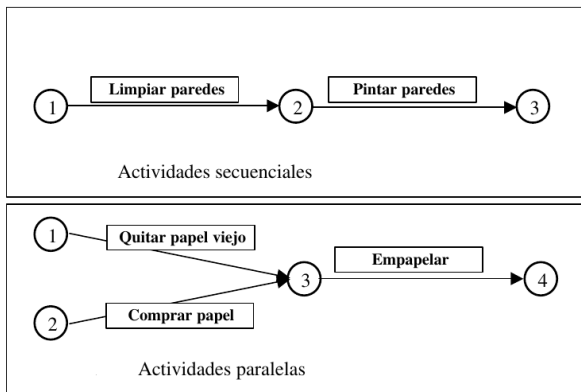 Limpiar paredes
Pintar paredes
1
2
3
Actividades secuenciales
1
Quitar papel viejo
Empapelar
3
4
2
Comprar papel
Actividades paralelas